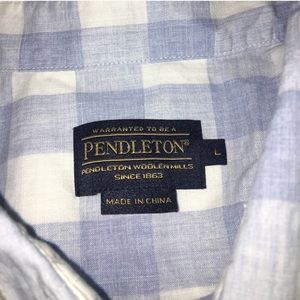 WARRANTED TO BE A
PENDLETON®
PENDLETON WOOLEN MILLS
SINCE 1863
L
MADE IN CHINA